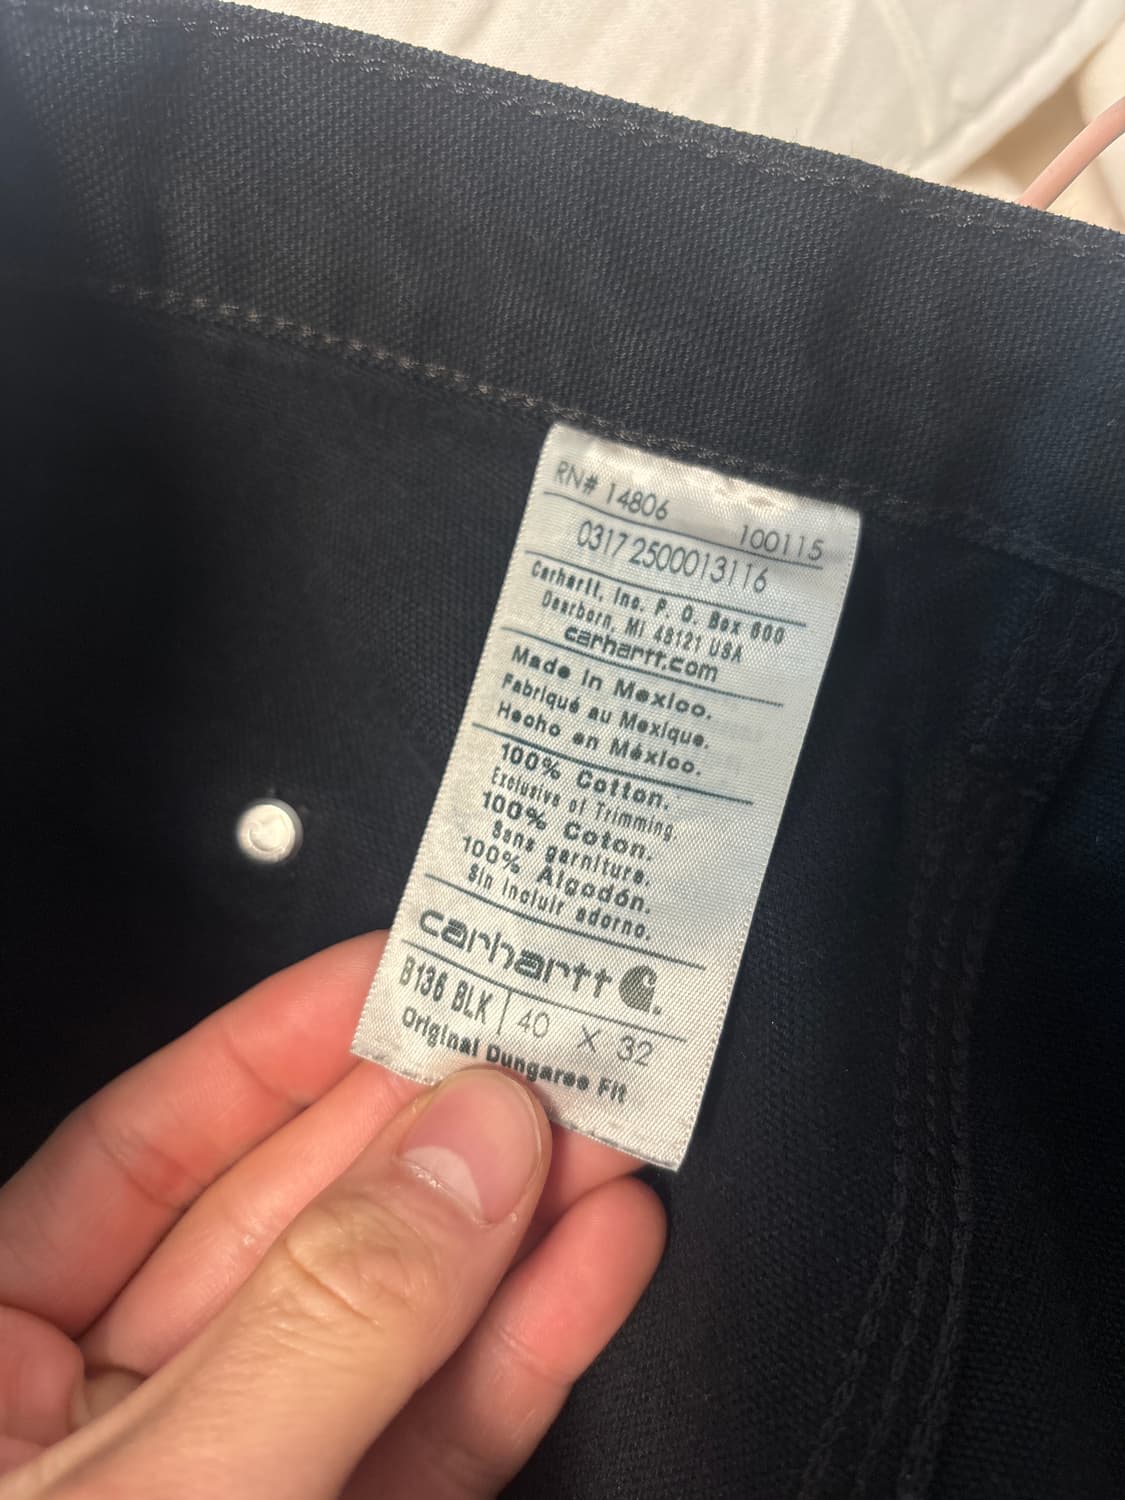 RN# 14806 100115
0317 2500013116
Carhartt, Inc. P. O. Box 600
Dearborn, MI 48121 USA
carhartt.com
Made in Mexico.
Fabriqué au Mexique.
Hecho en México.
100% Cotton.
Exclusive of Trimming.
100% Coton.
Sans garniture.
100% Algodón.
Sin incluir adorno.
carhartt
B136 BLK 40 X 32
Original Dungaree Fit